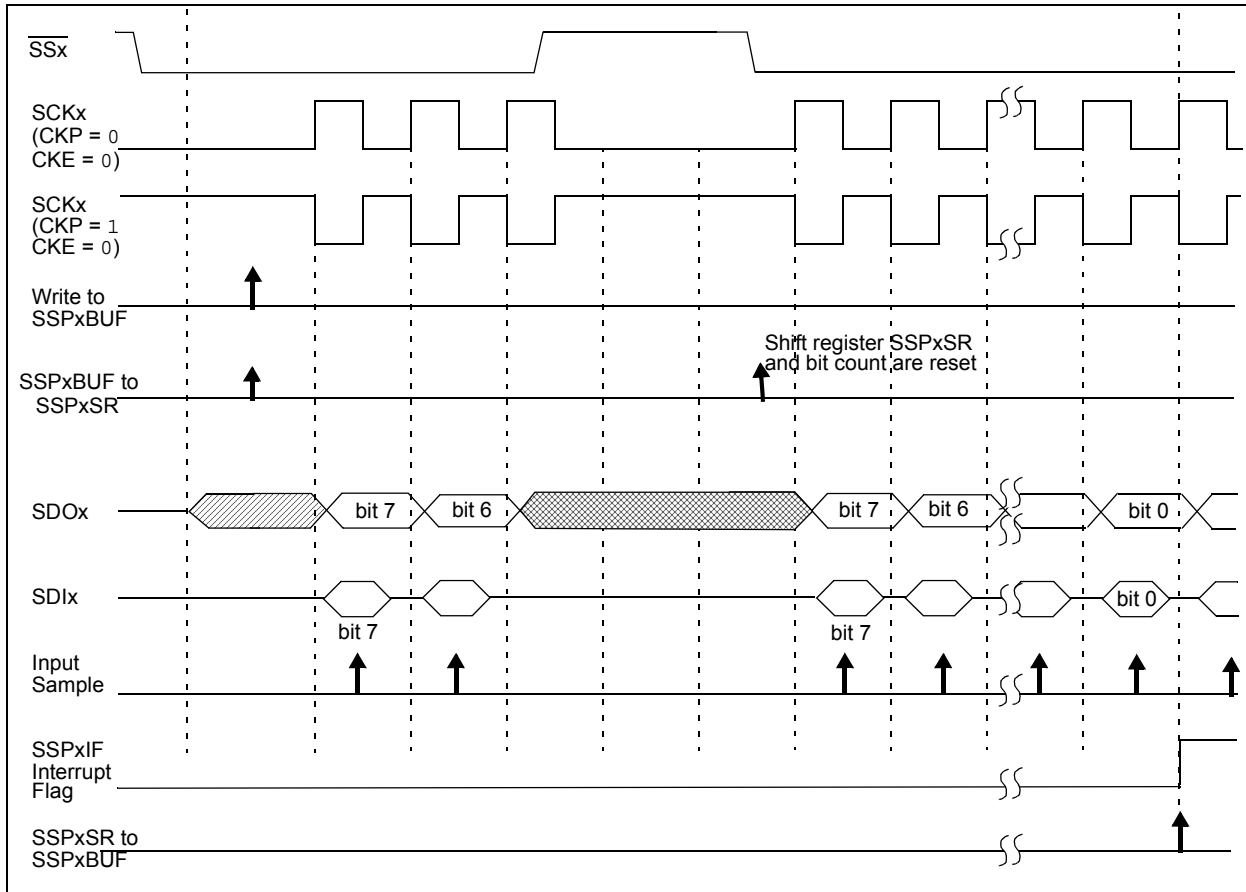 SSx
SCKx
(CKP = 0
CKE = 0)
SCKx
(CKP = 1
CKE = 0)
Write to
SSPxBUF
Shift register SSPxSR
and bit count are reset
SSPxBUF to
SSPxSR
SDOx
bit 7
bit 6
bit 7
bit 6
bit 0
SDIx
bit 0
bit 7
bit 7
Input
Sample
SSPxIF
Interrupt
Flag
SSPxSR to
SSPxBUF